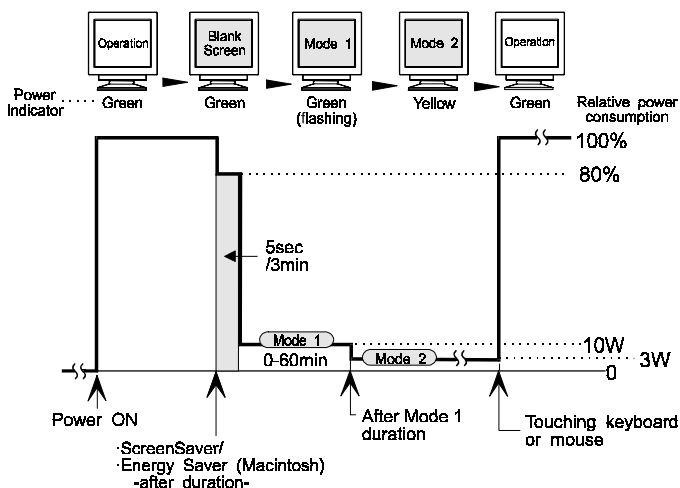 Operation
Blank
Screen
Mode 1
Mode 2
Operation
Power
Indicator
Green
Green
Green
(flashing)
Yellow
Green
Relative power
consumption
100%
80%
5sec
/3min
Mode 1
0-60min
Mode 2
10W
3W
0
Power ON
·ScreenSaver/
·Energy Saver (Macintosh)
-after duration-
After Mode 1
duration
Touching keyboard
or mouse